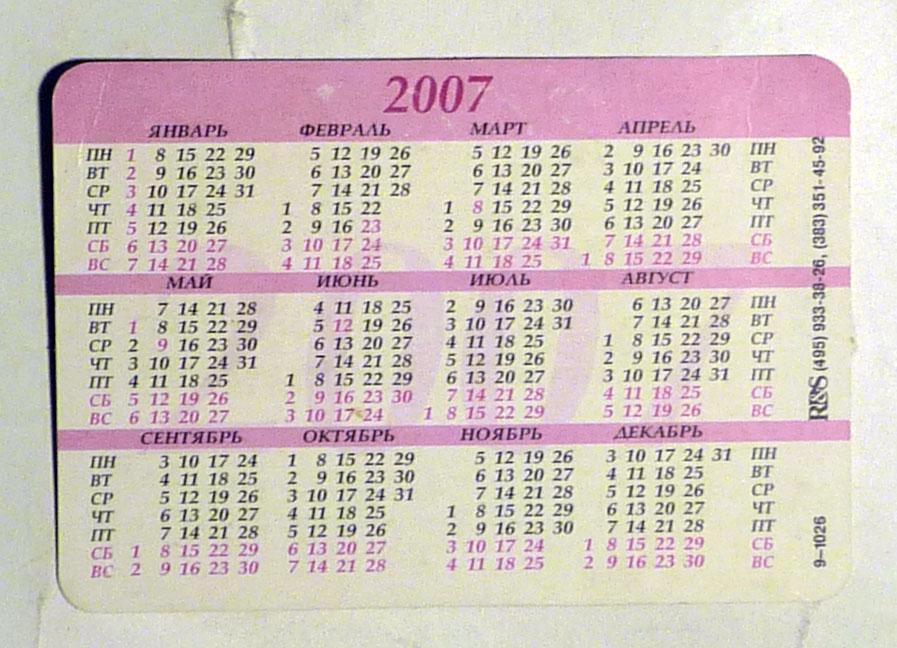 2007
ЯНВАРЬ ФЕВРАЛЬ МАРТ АПРЕЛЬ
ПН 1 8 15 22 29 5 12 19 26 5 12 19 26 2 9 16 23 30 ПН
ВТ 2 9 16 23 30 6 13 20 27 6 13 20 27 3 10 17 24 ВТ
СР 3 10 17 24 31 7 14 21 28 7 14 21 28 4 11 18 25 СР
ЧТ 4 11 18 25 1 8 15 22 1 8 15 22 29 5 12 19 26 ЧТ
ПТ 5 12 19 26 2 9 16 23 2 9 16 23 30 6 13 20 27 ПТ
СБ 6 13 20 27 3 10 17 24 3 10 17 24 31 7 14 21 28 СБ
ВС 7 14 21 28 4 11 18 25 4 11 18 25 1 8 15 22 29 ВС
МАЙ ИЮНЬ ИЮЛЬ АВГУСТ
ПН 7 14 21 28 4 11 18 25 2 9 16 23 30 6 13 20 27 ПН
ВТ 1 8 15 22 29 5 12 19 26 3 10 17 24 31 7 14 21 28 ВТ
СР 2 9 16 23 30 6 13 20 27 4 11 18 25 1 8 15 22 29 СР
ЧТ 3 10 17 24 31 7 14 21 28 5 12 19 26 2 9 16 23 30 ЧТ
ПТ 4 11 18 25 1 8 15 22 29 6 13 20 27 3 10 17 24 31 ПТ
СБ 5 12 19 26 2 9 16 23 30 7 14 21 28 4 11 18 25 СБ
ВС 6 13 20 27 3 10 17 24 1 8 15 22 29 5 12 19 26 ВС
СЕНТЯБРЬ ОКТЯБРЬ НОЯБРЬ ДЕКАБРЬ
ПН 3 10 17 24 1 8 15 22 29 5 12 19 26 3 10 17 24 31 ПН
ВТ 4 11 18 25 2 9 16 23 30 6 13 20 27 4 11 18 25 ВТ
СР 5 12 19 26 3 10 17 24 31 7 14 21 28 5 12 19 26 СР
ЧТ 6 13 20 27 4 11 18 25 1 8 15 22 29 6 13 20 27 ЧТ
ПТ 7 14 21 28 5 12 19 26 2 9 16 23 30 7 14 21 28 ПТ
СБ 1 8 15 22 29 6 13 20 27 3 10 17 24 1 8 15 22 29 СБ
ВС 2 9 16 23 30 7 14 21 28 4 11 18 25 2 9 16 23 30 ВС
9–1026 R&S (495) 933-38-26, (383) 351-45-92